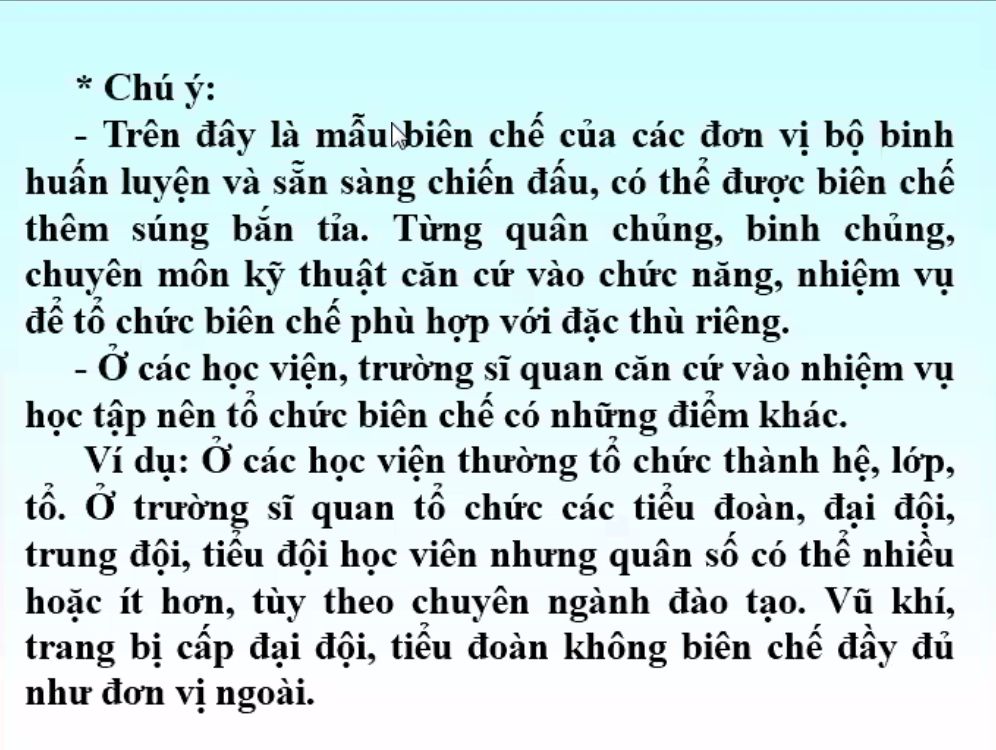 * Chú ý:
- Trên đây là mẫu biên chế của các đơn vị bộ binh
huấn luyện và sẵn sàng chiến đấu, có thể được biên chế
thêm súng bắn tỉa. Từng quân chủng, binh chủng,
chuyên môn kỹ thuật căn cứ vào chức năng, nhiệm vụ
để tổ chức biên chế phù hợp với đặc thù riêng.
- Ở các học viện, trường sĩ quan căn cứ vào nhiệm vụ
học tập nên tổ chức biên chế có những điểm khác.
Ví dụ: Ở các học viện thường tổ chức thành hệ, lớp,
tổ. Ở trường sĩ quan tổ chức các tiểu đoàn, đại đội,
trung đội, tiểu đội học viên nhưng quân số có thể nhiều
hoặc ít hơn, tùy theo chuyên ngành đào tạo. Vũ khí,
trang bị cấp đại đội, tiểu đoàn không biên chế đầy đủ
như đơn vị ngoài.